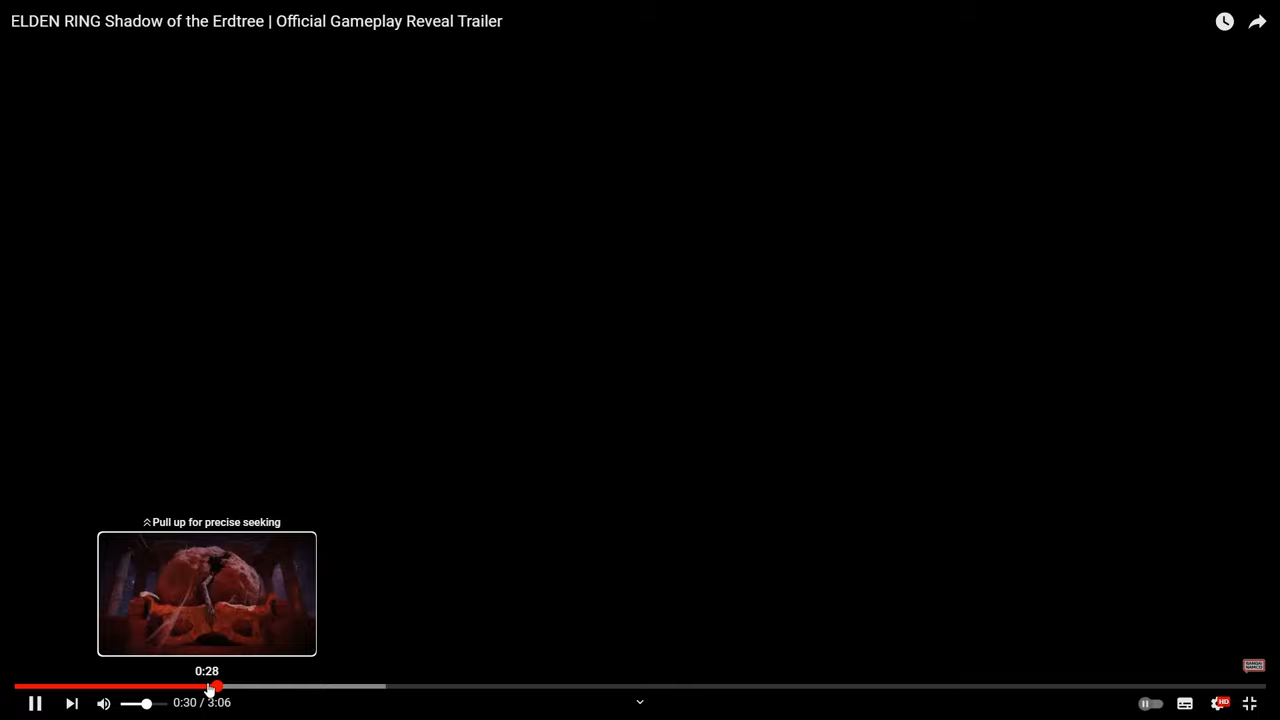 ELDEN RING Shadow of the Erdtree | Official Gameplay Reveal Trailer
Pull up for precise seeking
0:28
0:30 / 3:06
HD